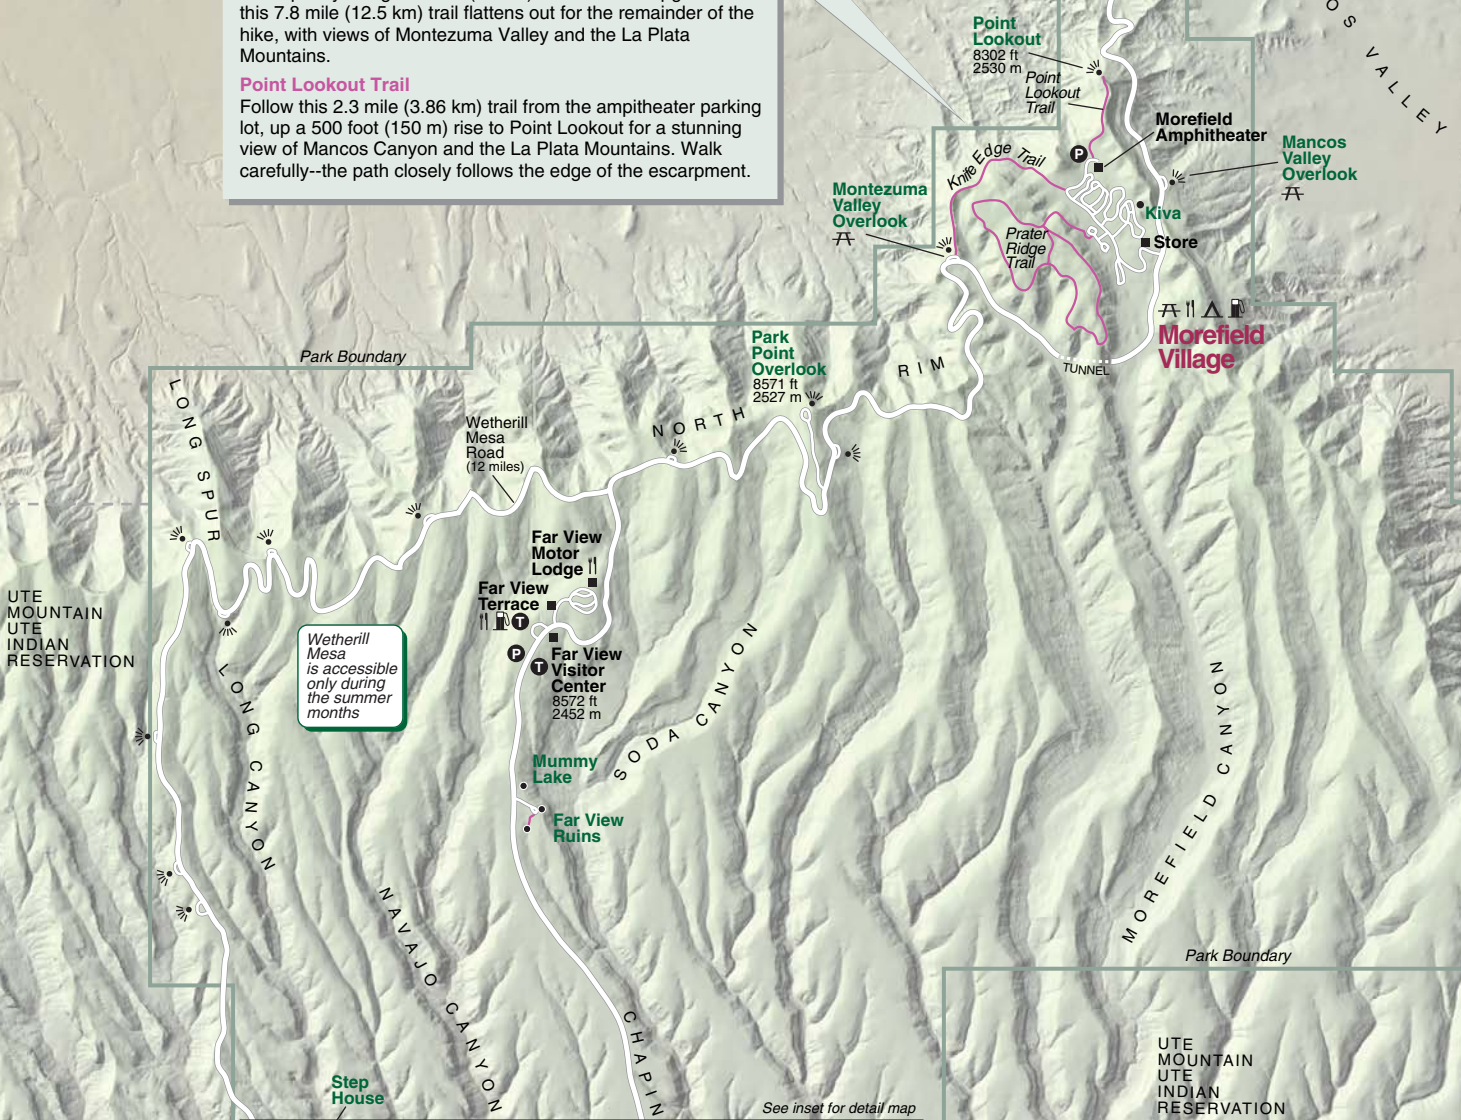 this 7.8 mile (12.5 km) trail flattens out for the remainder of the
hike, with views of Montezuma Valley and the La Plata
Mountains.
Point Lookout Trail
Follow this 2.3 mile (3.86 km) trail from the ampitheater parking
lot, up a 500 foot (150 m) rise to Point Lookout for a stunning
view of Mancos Canyon and the La Plata Mountains. Walk
carefully--the path closely follows the edge of the escarpment.
Point
Lookout
8302 ft
2530 m
Point
Lookout
Trail
OS VALLEY
Morefield
Amphitheater
P
Mancos
Valley
Overlook
Knife Edge Trail
Montezuma
Valley
Overlook
Kiva
Store
Prater
Ridge
Trail
Morefield
Village
TUNNEL
Park Boundary
Park
Point
Overlook
8571 ft
2527 m
NORTH RIM
LONG SPUR
Wetherill
Mesa
Road
(12 miles)
Far View
Motor
Lodge
Far View
Terrace
T
P
T
Far View
Visitor
Center
8572 ft
2452 m
UTE
MOUNTAIN
UTE
INDIAN
RESERVATION
Wetherill
Mesa
is accessible
only during
the summer
months
LONG CANYON
SODA CANYON
MOREFIELD CANYON
Mummy
Lake
Far View
Ruins
NAVAJO CANYON
CHAPIN
Park Boundary
UTE
MOUNTAIN
UTE
INDIAN
RESERVATION
Step
House
See inset for detail map